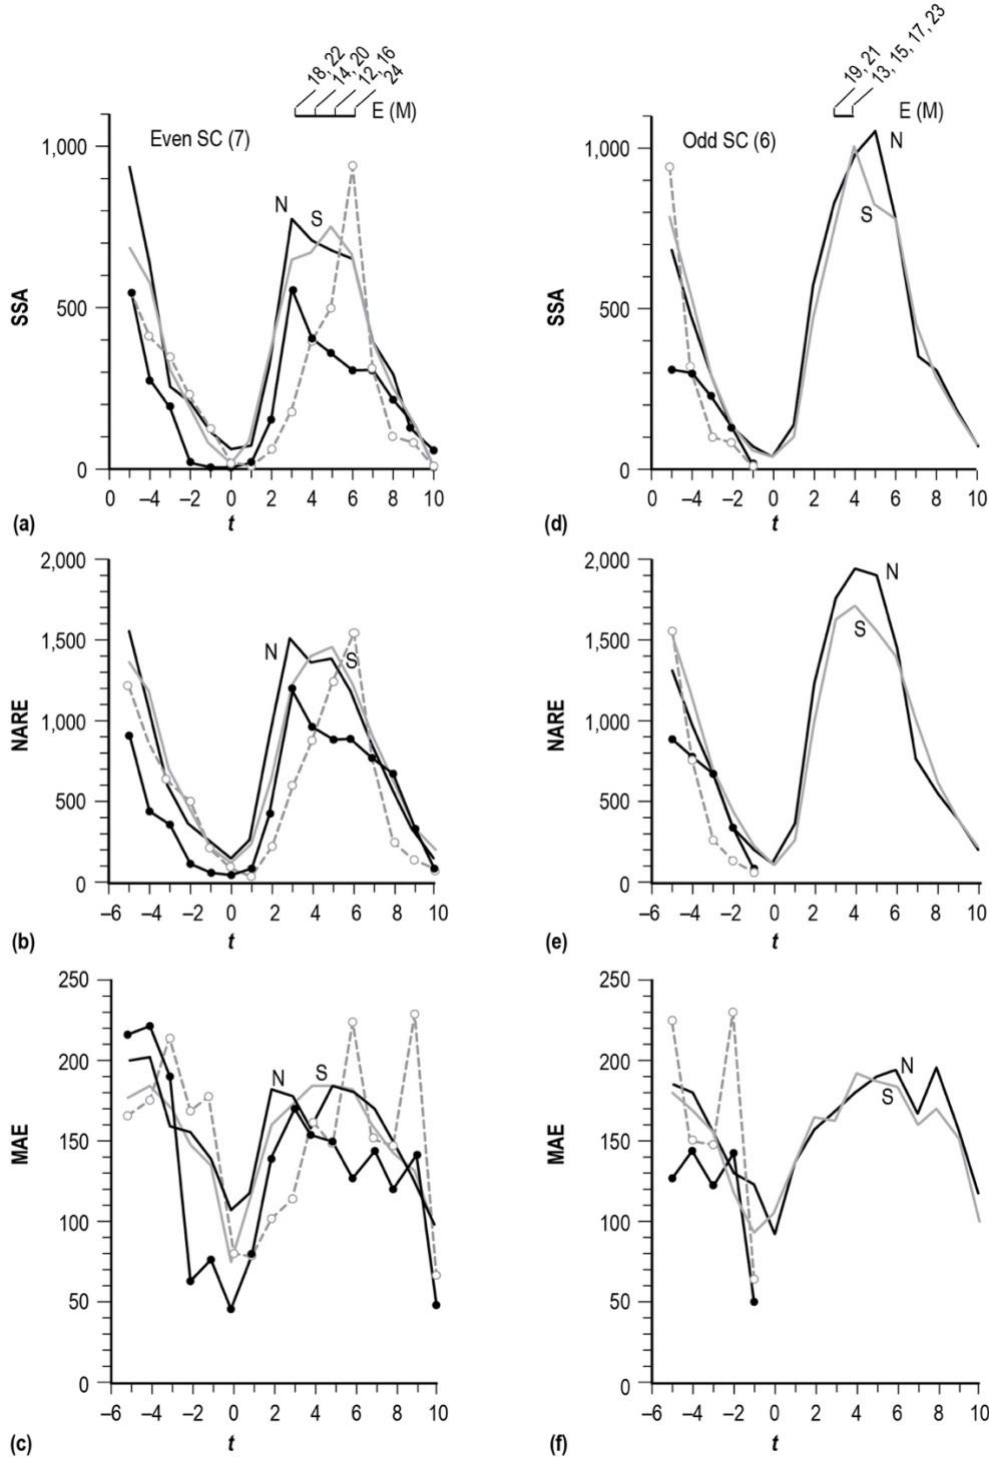 18, 22
14, 20
12, 16
24
E (M)
Even SC (7)
1,000
500
0
SSA
N
S
0 –4 –2 0 2 4 6 8 10
(a)
t
19, 21
13, 15, 17, 23
E (M)
Odd SC (6)
1,000
500
0
SSA
N
S
0 –4 –2 0 2 4 6 8 10
(d)
t
2,000
1,500
1,000
500
0
NARE
N
S
–6 –4 –2 0 2 4 6 8 10
(b)
t
2,000
1,500
1,000
500
0
NARE
N
S
–6 –4 –2 0 2 4 6 8 10
(e)
t
250
200
150
100
50
0
MAE
N
S
–6 –4 –2 0 2 4 6 8 10
(c)
t
250
200
150
100
50
0
MAE
N
S
–6 –4 –2 0 2 4 6 8 10
(f)
t